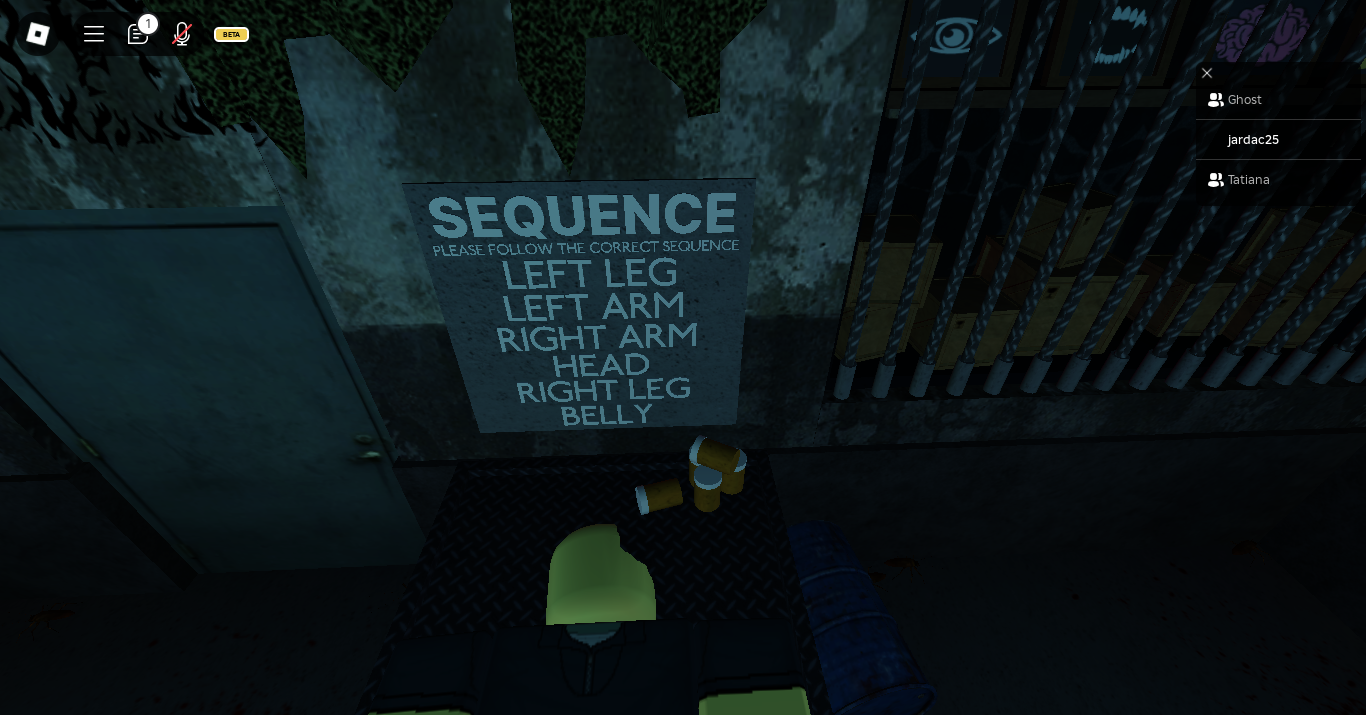 1
BETA
Ghost
jardac25
Tatiana
SEQUENCE
PLEASE FOLLOW THE CORRECT SEQUENCE
LEFT LEG
LEFT ARM
RIGHT ARM
HEAD
RIGHT LEG
BELLY